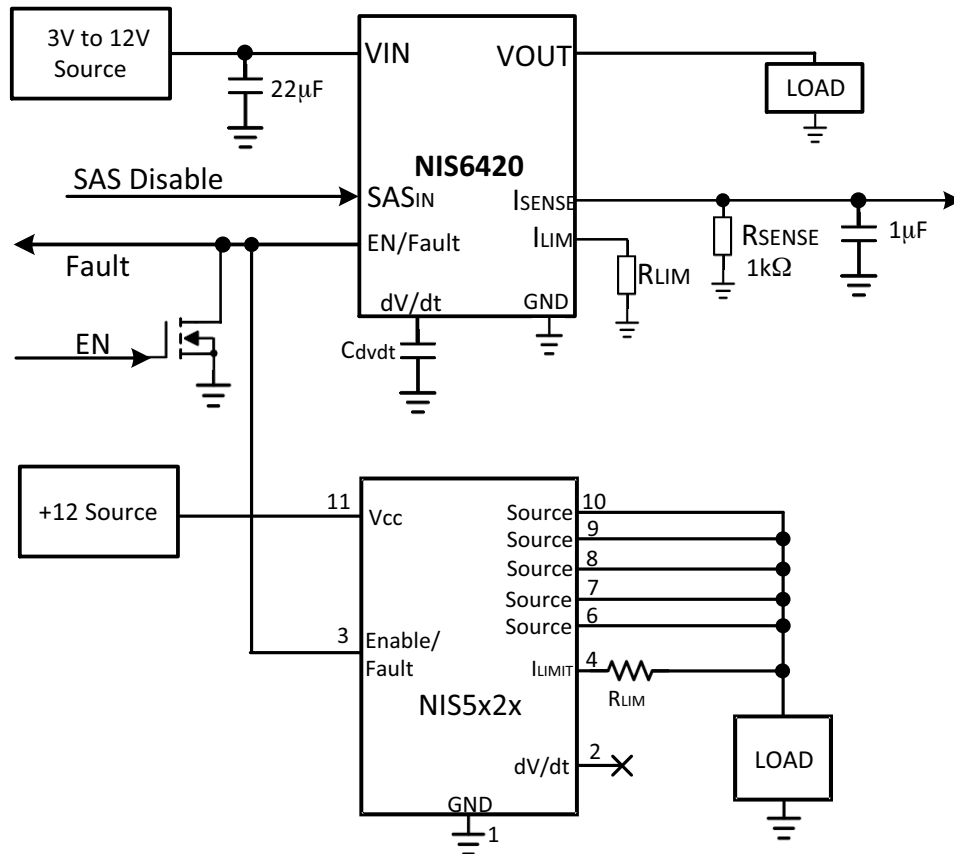 3V to 12V
Source
VIN
VOUT
22μF
LOAD
NIS6420
SAS Disable
SASIN
ISENSE
EN/Fault
ILIM
RSENSE
1kΩ
1μF
Fault
RLIM
dV/dt
GND
EN
Cdvdt
+12 Source
11
Vcc
Source
10
Source
9
Source
8
Source
7
Source
6
3
Enable/
Fault
ILIMIT
4
RLIM
NIS5x2x
dV/dt
2
LOAD
GND
1